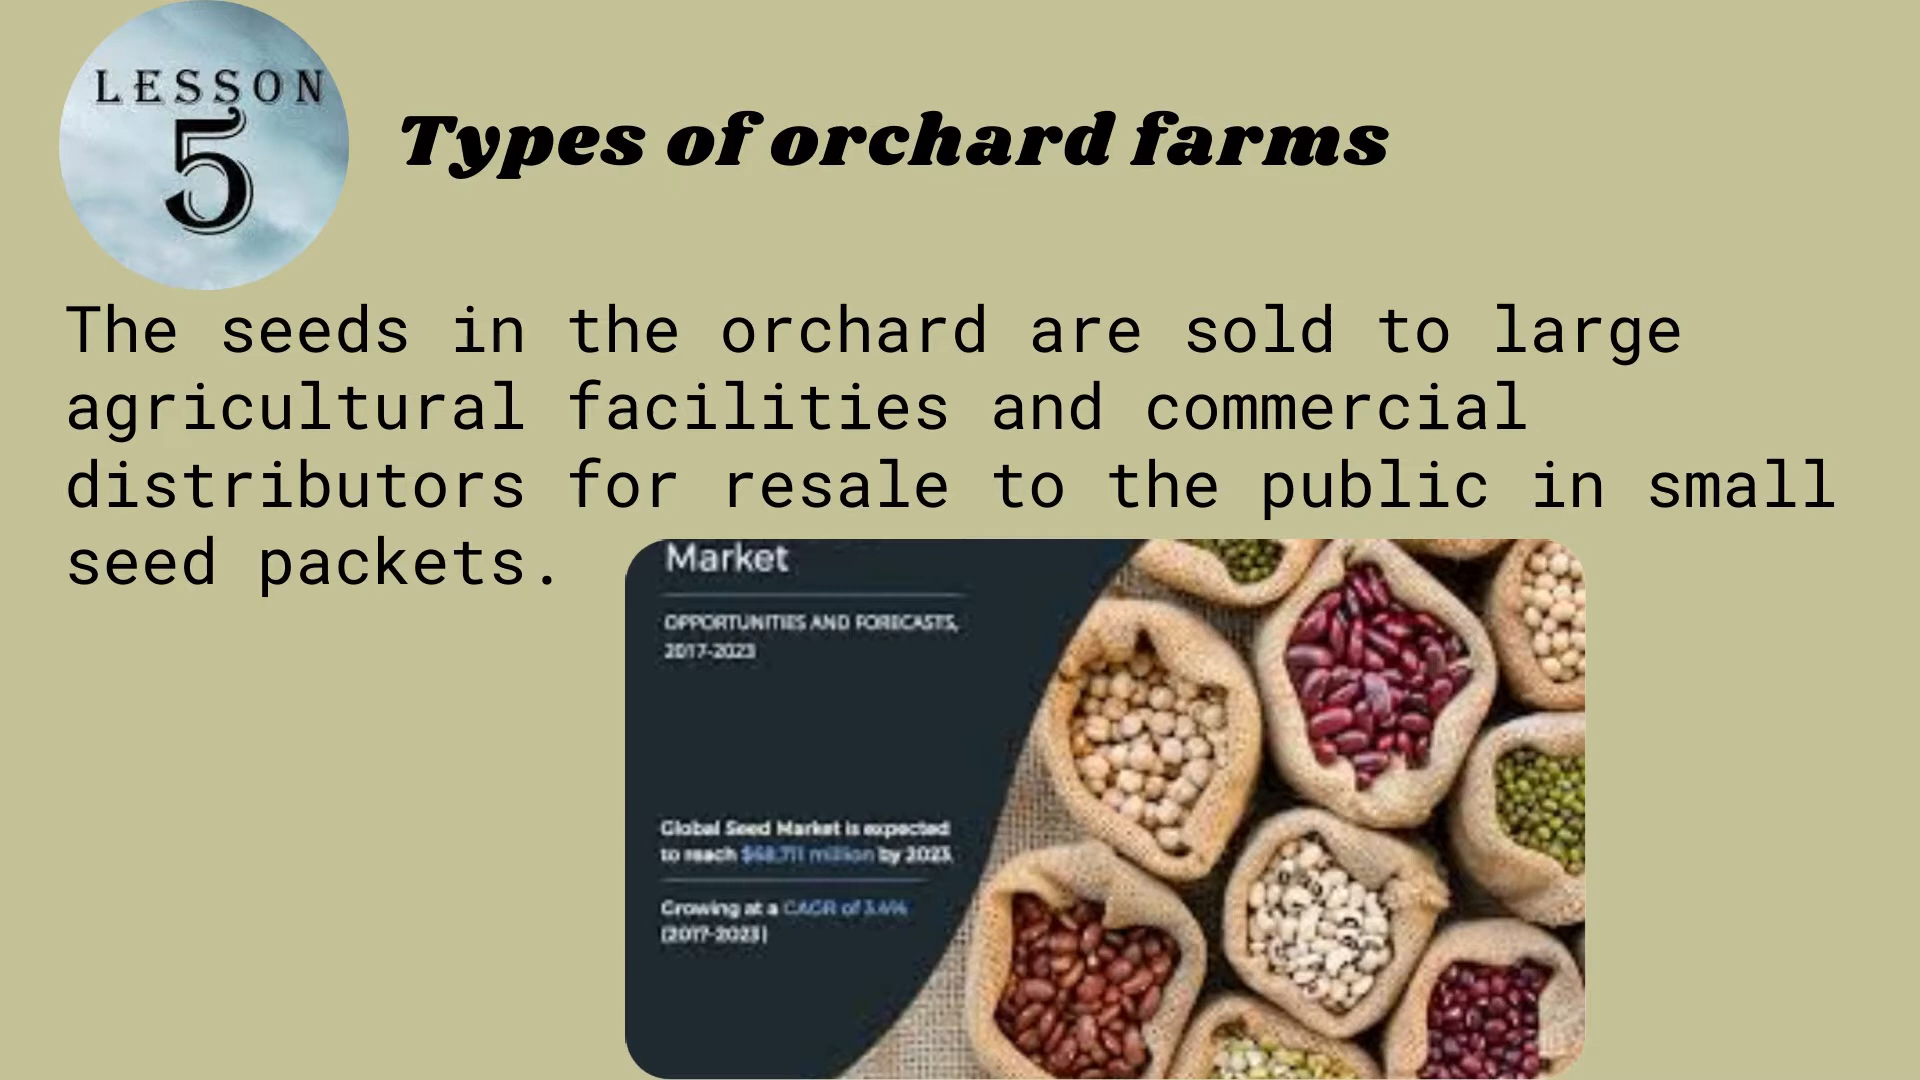 LESSON
5
Types of orchard farms
The seeds in the orchard are sold to large
agricultural facilities and commercial
distributors for resale to the public in small
seed packets.
Market
OPPORTUNITIES AND FORECASTS,
2017-2023
Global Seed Market is expected
to reach $68,711 million by 2023.
Growing at a CAGR of 3.4%
(2017-2023)